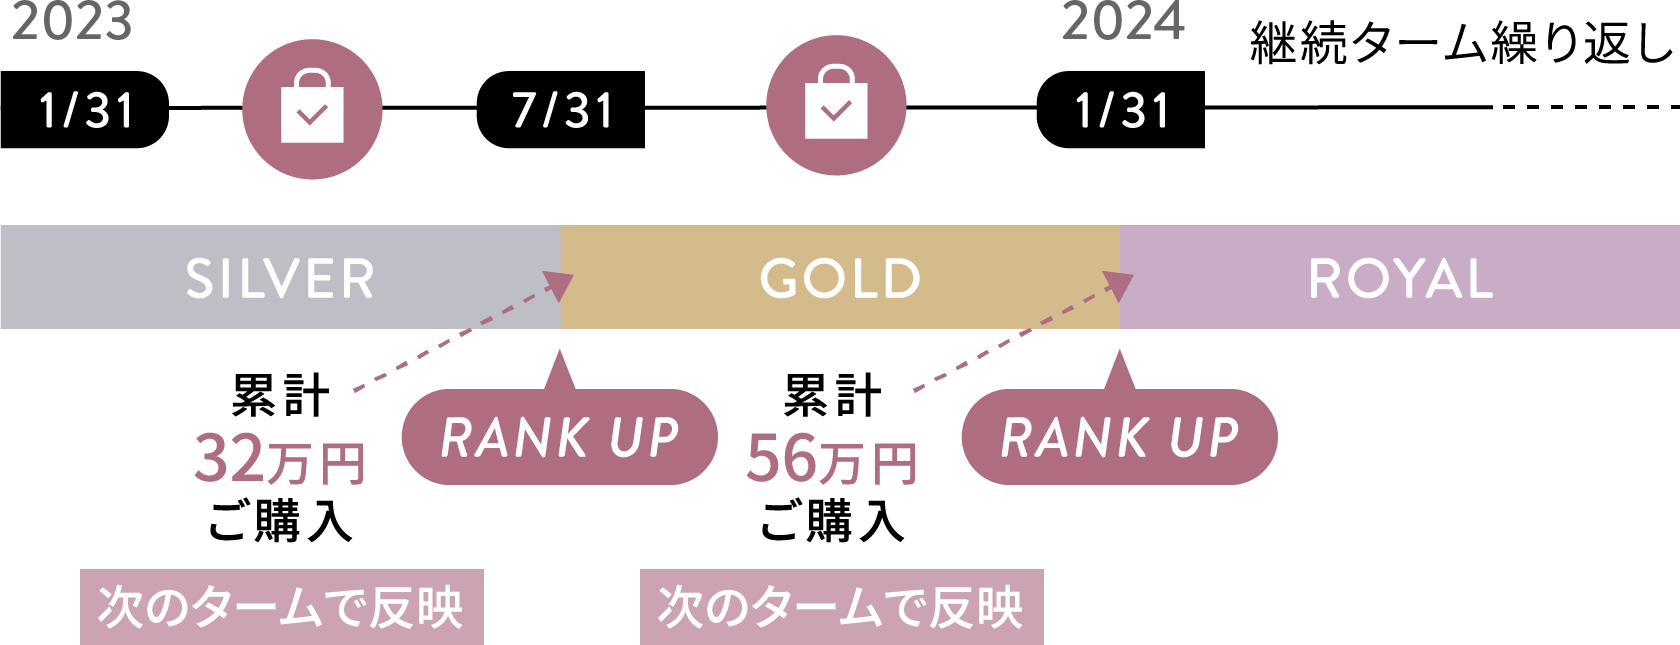 2023
2024
継続ターム繰り返し
1/31
7/31
1/31
SILVER
GOLD
ROYAL
累計
32万円
ご購入
RANK UP
累計
56万円
ご購入
RANK UP
次のタームで反映
次のタームで反映